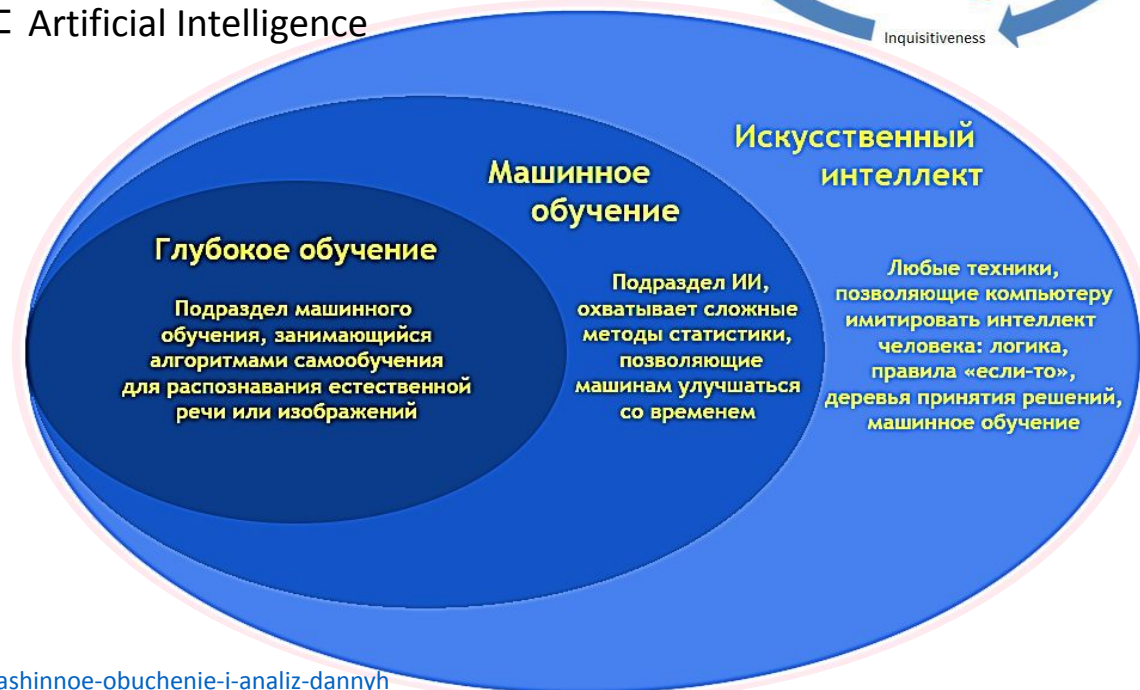 Artificial Intelligence
Inquisitiveness
Искусственный
интеллект
Машинное
обучение
Глубокое обучение
Подраздел машинного
обучения, занимающийся
алгоритмами самообучения
для распознавания естественной
речи или изображений
Подраздел ИИ,
охватывает сложные
методы статистики,
позволяющие
машинам улучшаться
со временем
Любые техники,
позволяющие компьютеру
имитировать интеллект
человека: логика,
правила «если-то»,
деревья принятия решений,
машинное обучение
ashinnoe-obuchenie-i-analiz-dannyh